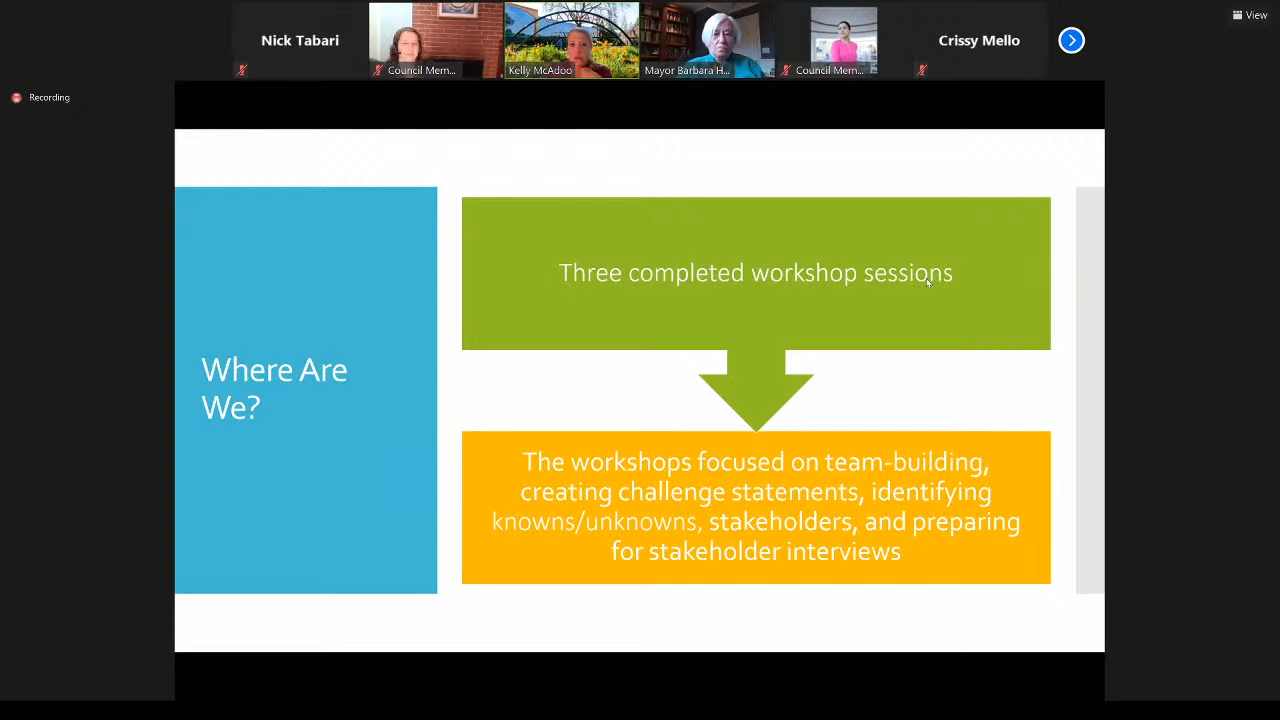 Nick Tabari
Council Mem...
Kelly McAdoo
Mayor Barbara H...
Council Mem...
Crissy Mello
View
Recording
Where Are
We?
Three completed workshop sessions
The workshops focused on team-building,
creating challenge statements, identifying
knowns/unknowns, stakeholders, and preparing
for stakeholder interviews